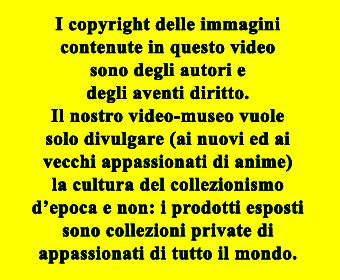 I copyright delle immagini
contenute in questo video
sono degli autori e
degli aventi diritto.
Il nostro video-museo vuole
solo divulgare (ai nuovi ed ai
vecchi appassionati di anime)
la cultura del collezionismo
d'epoca e non: i prodotti esposti
sono collezioni private di
appassionati di tutto il mondo.